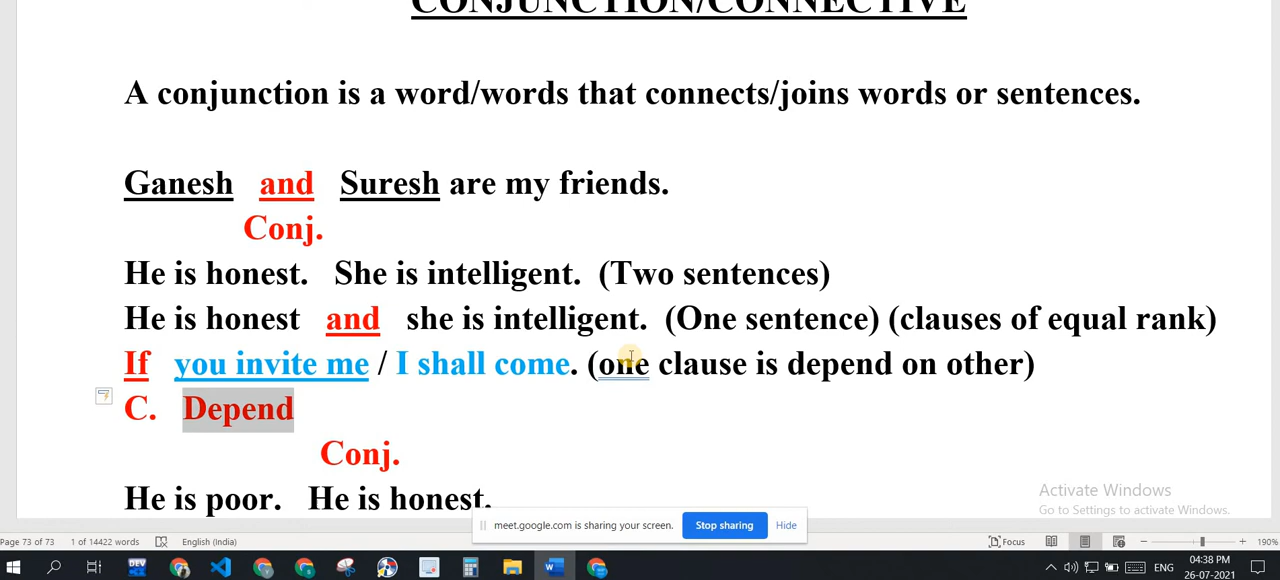 CONJUNCTION/CONNECTIVE
A conjunction is a word/words that connects/joins words or sentences.
Ganesh and Suresh are my friends.
Conj.
He is honest. She is intelligent. (Two sentences)
He is honest and she is intelligent. (One sentence) (clauses of equal rank)
If you invite me / I shall come. (one clause is depend on other)
C. Depend
Conj.
He is poor. He is honest.
Activate Windows
Go to Settings to activate Windows.
meet.google.com is sharing your screen. Stop sharing Hide
Page 73 of 73 1 of 14422 words English (India) Focus 190%
DEV W ENG 04:38 PM
26-07-2021